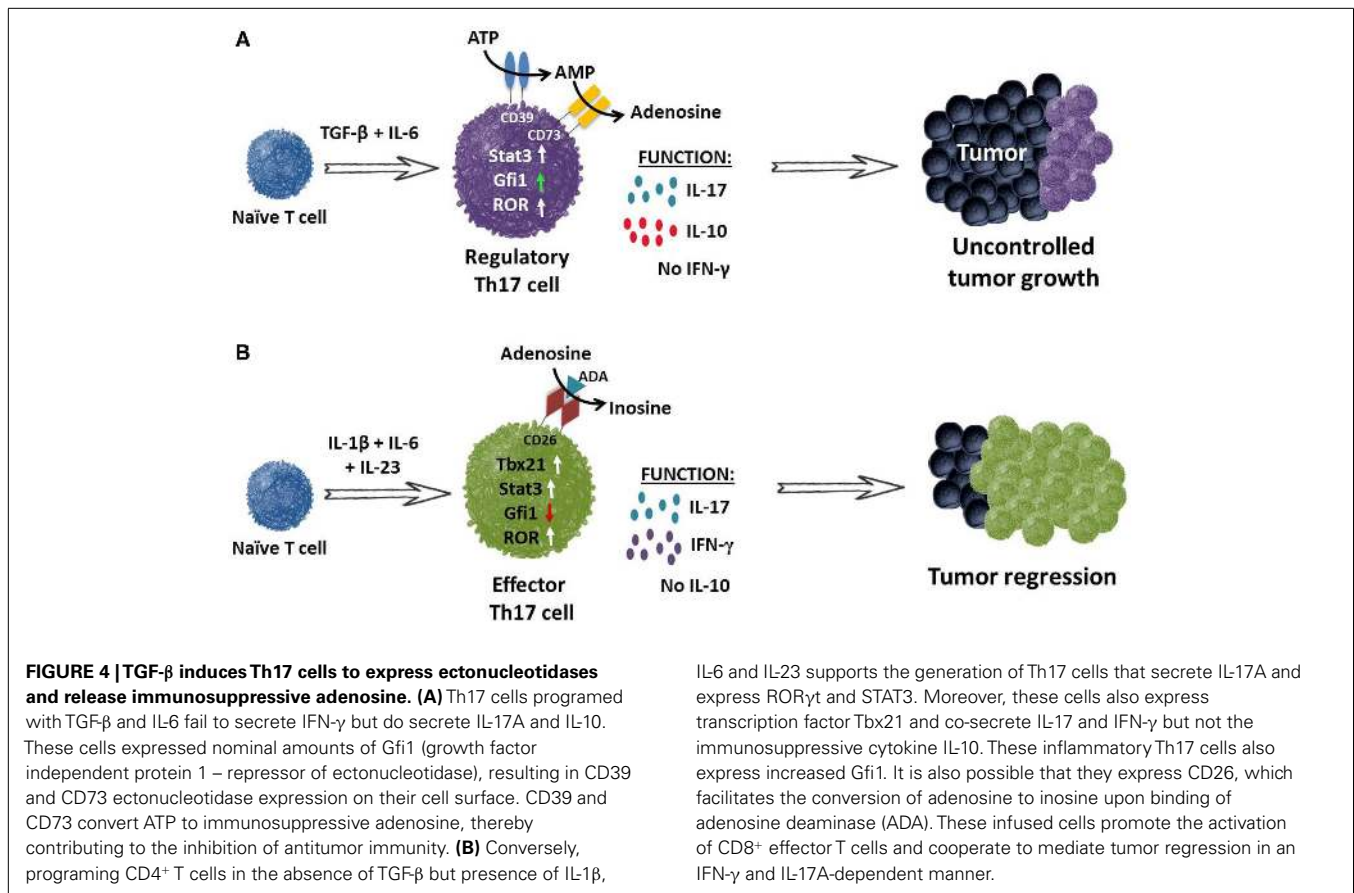 A
ATP
AMP
Adenosine
CD39
CD73
TGF-β + IL-6
Naïve T cell
Stat3
Gfi1
ROR
Regulatory
Th17 cell
FUNCTION:
IL-17
IL-10
No IFN-γ
Tumor
Uncontrolled
tumor growth
B
Adenosine
ADA
Inosine
CD26
IL-1β + IL-6
+ IL-23
Naïve T cell
Tbx21
Stat3
Gfi1
ROR
Effector
Th17 cell
FUNCTION:
IL-17
IFN-γ
No IL-10
Tumor regression
FIGURE 4 | TGF-β induces Th17 cells to express ectonucleotidases
and release immunosuppressive adenosine. (A) Th17 cells programed
with TGF-β and IL-6 fail to secrete IFN-γ but do secrete IL-17A and IL-10.
These cells expressed nominal amounts of Gfi1 (growth factor
independent protein 1 – repressor of ectonucleotidase), resulting in CD39
and CD73 ectonucleotidase expression on their cell surface. CD39 and
CD73 convert ATP to immunosuppressive adenosine, thereby
contributing to the inhibition of antitumor immunity. (B) Conversely,
programing CD4+ T cells in the absence of TGF-β but presence of IL-1β,
IL-6 and IL-23 supports the generation of Th17 cells that secrete IL-17A and
express RORγt and STAT3. Moreover, these cells also express
transcription factor Tbx21 and co-secrete IL-17 and IFN-γ but not the
immunosuppressive cytokine IL-10. These inflammatory Th17 cells also
express increased Gfi1. It is also possible that they express CD26, which
facilitates the conversion of adenosine to inosine upon binding of
adenosine deaminase (ADA). These infused cells promote the activation
of CD8+ effector T cells and cooperate to mediate tumor regression in an
IFN-γ and IL-17A-dependent manner.